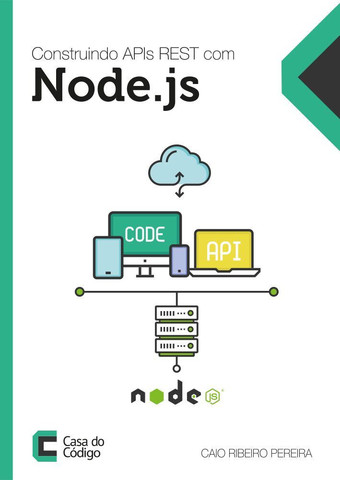 Construindo APIs REST com
Node.js
CODE
API
node
JS
Casa do
Código
CAIO RIBEIRO PEREIRA